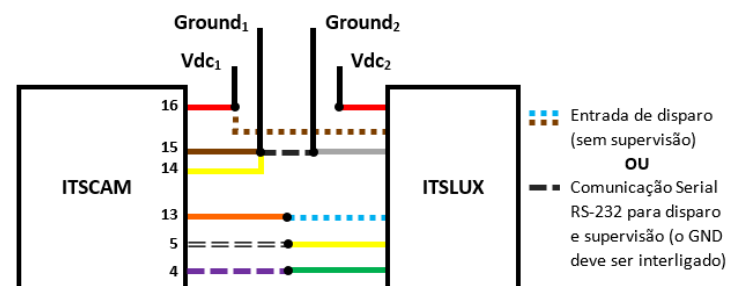 Ground1
Ground2
Vdc1
Vdc2
16
15
14
13
5
4
ITSCAM
ITSLUX
Entrada de disparo
(sem supervisão)
OU
Comunicação Serial
RS-232 para disparo
e supervisão (o GND
deve ser interligado)